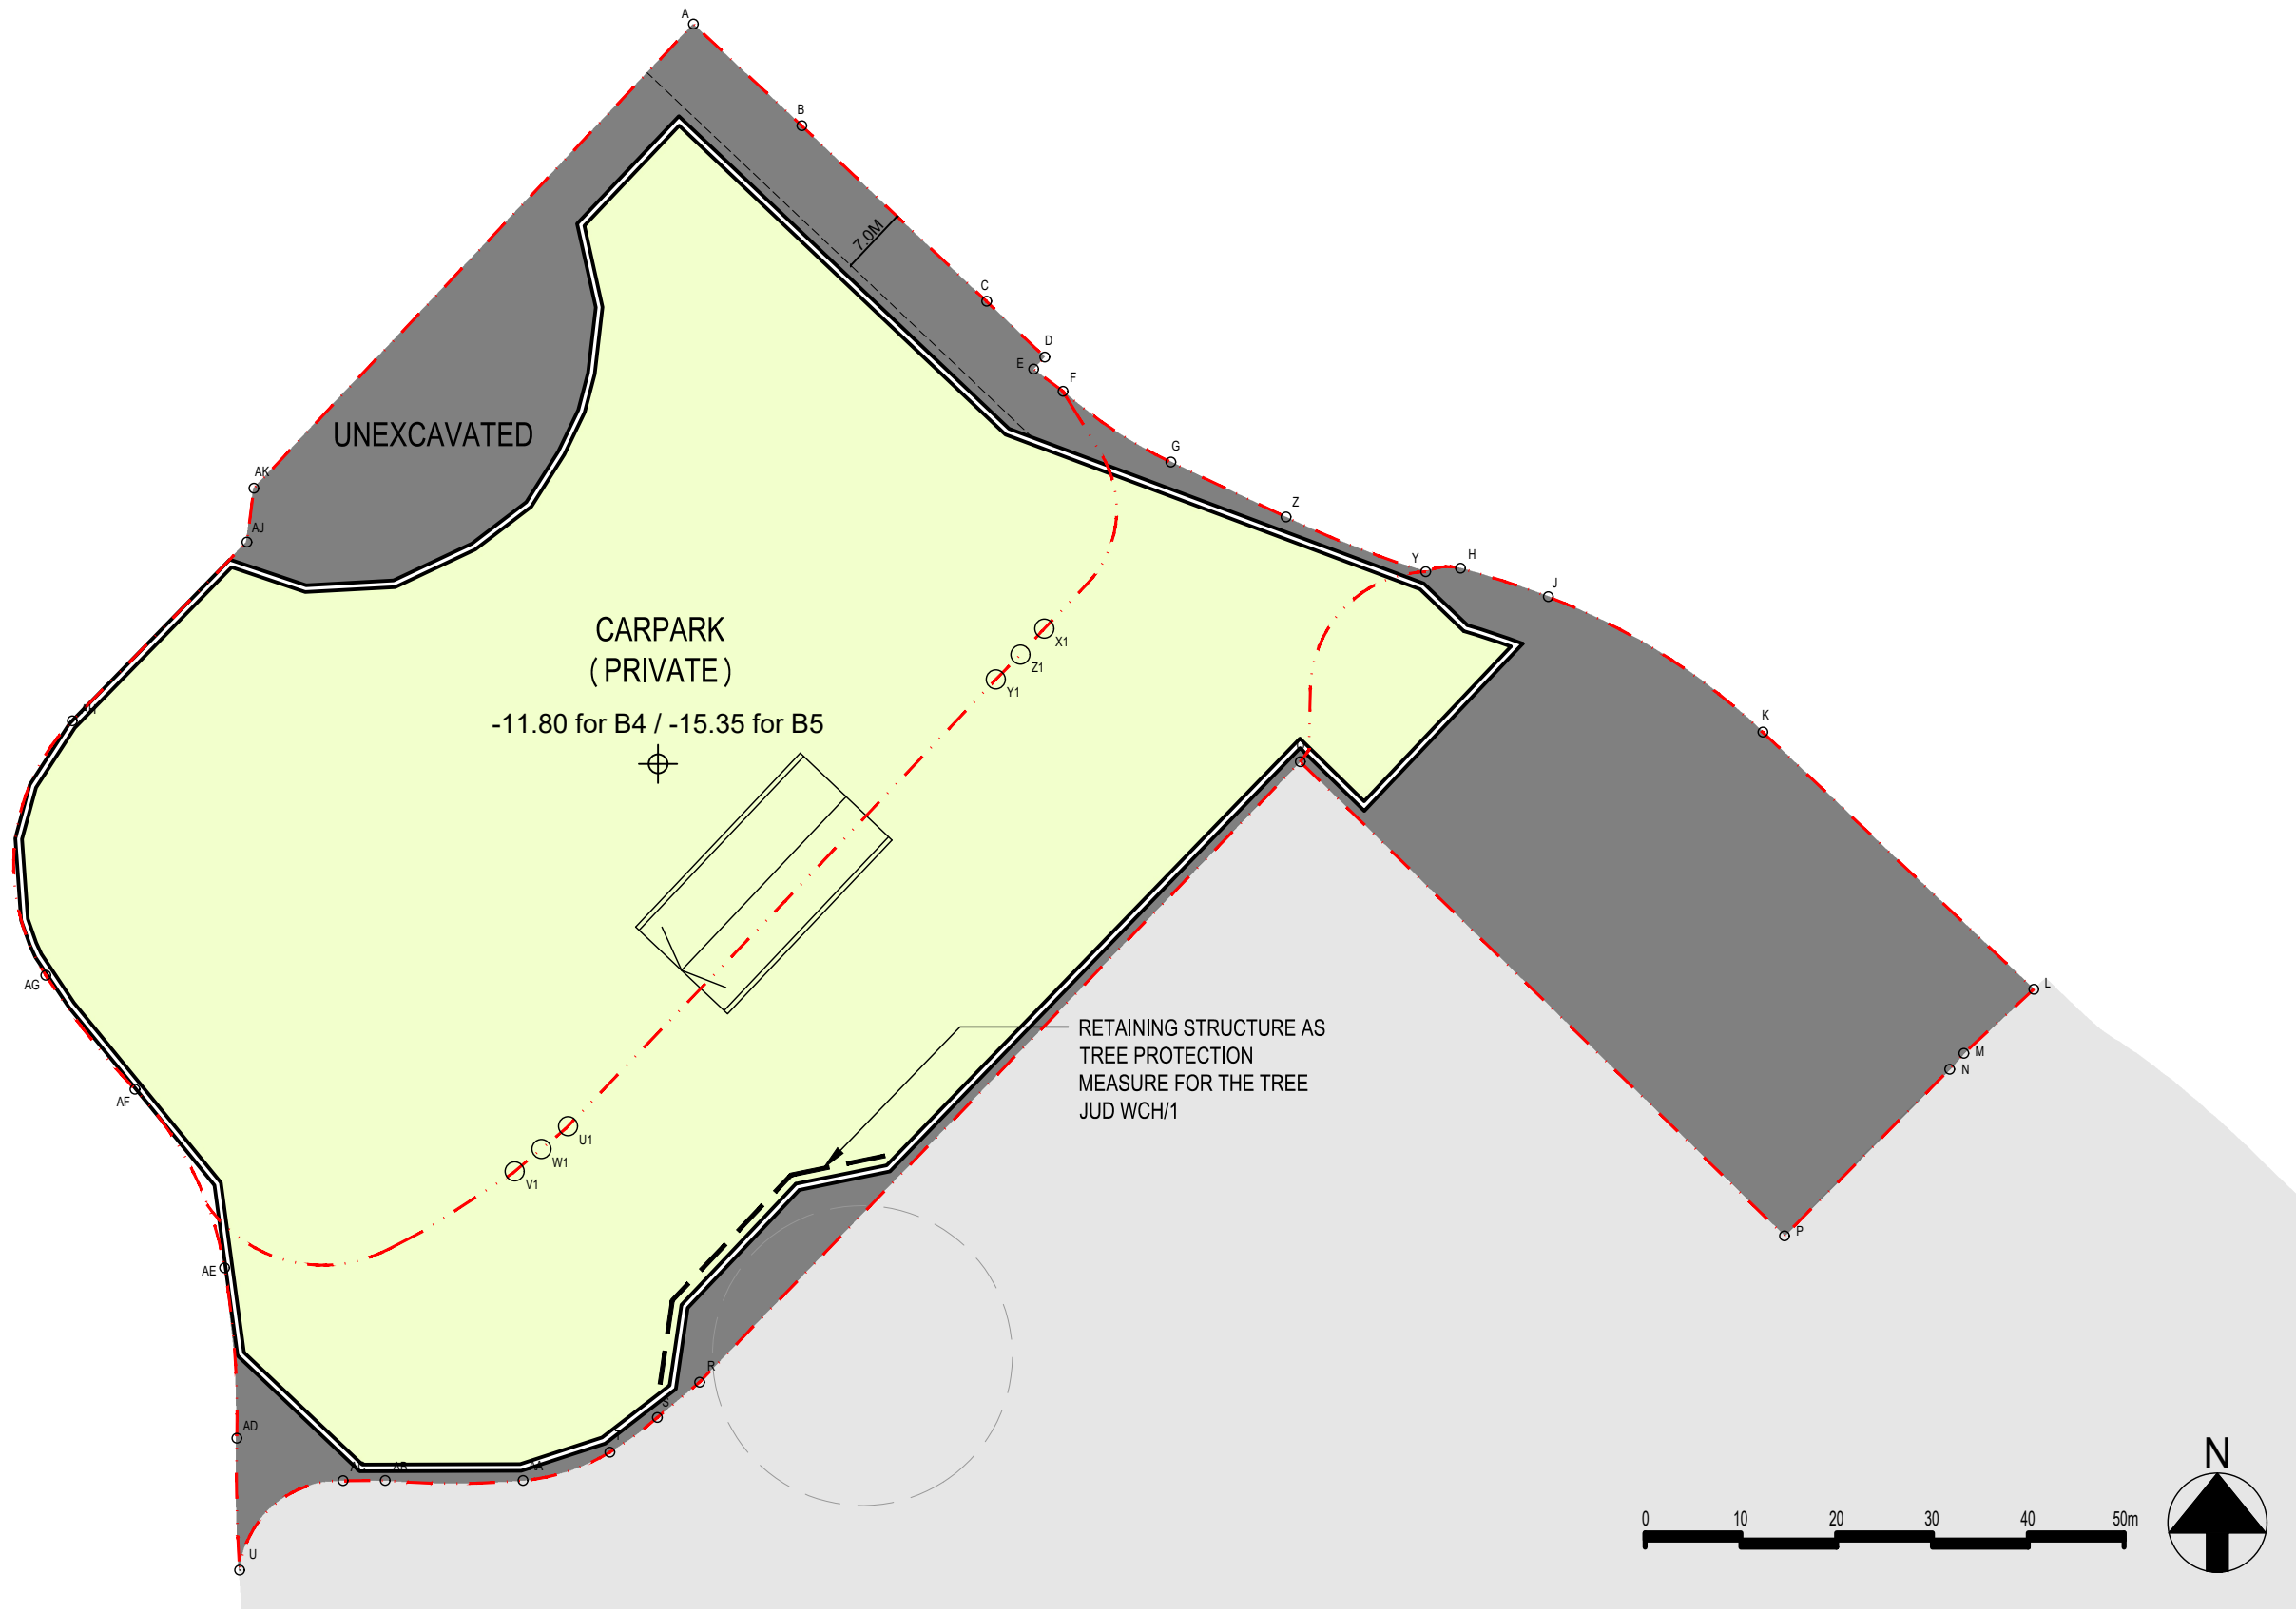 A
B
7.0M
C
D
E
F
G
UNEXCAVATED
AK
Z
AJ
Y
H
J
CARPARK
( PRIVATE )
X1
Z1
Y1
-11.80 for B4 / -15.35 for B5
AH
K
AG
L
RETAINING STRUCTURE AS
TREE PROTECTION
MEASURE FOR THE TREE
JUD WCH/1
M
N
AF
U1
W1
V1
P
AE
R
S
AD
T
AB
AA
N
0 10 20 30 40 50m
U